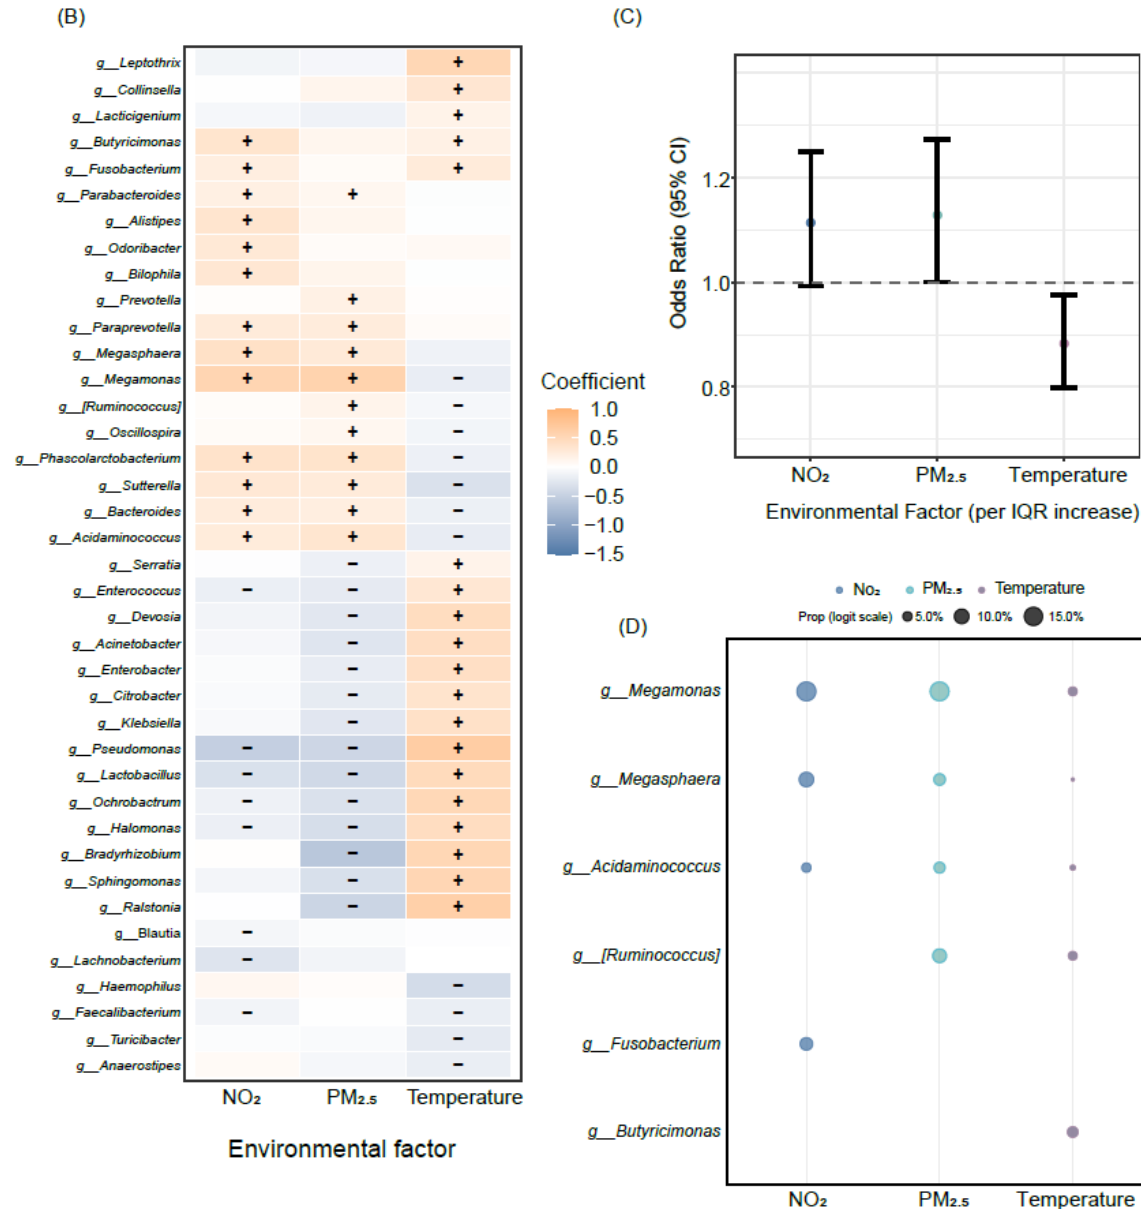 (B)
g__Leptothrix
g__Collinsella
g__Lacticigenium
g__Butyricimonas
g__Fusobacterium
g__Parabacteroides
g__Alistipes
g__Odoribacter
g__Bilophila
g__Prevotella
g__Paraprevotella
g__Megasphaera
g__Megamonas
g__[Ruminococcus]
g__Oscillospira
g__Phascolarctobacterium
g__Sutterella
g__Bacteroides
g__Acidaminococcus
g__Serratia
g__Enterococcus
g__Devosia
g__Acinetobacter
g__Enterobacter
g__Citrobacter
g__Klebsiella
g__Pseudomonas
g__Lactobacillus
g__Ochrobactrum
g__Halomonas
g__Bradyrhizobium
g__Sphingomonas
g__Ralstonia
g__Blautia
g__Lachnobacterium
g__Haemophilus
g__Faecalibacterium
g__Turicibacter
g__Anaerostipes
+
+
+
+ +
+ +
+ +
+
+
+
+
+ +
+ +
+ + −
+ −
+ −
+ + −
+ + −
+ + −
+ + −
− +
− − +
− +
− +
− +
− +
− +
− − +
− − +
− − +
− − +
− +
− +
− +
−
−
−
− −
−
−
NO₂ PM₂.₅ Temperature
Environmental factor
Coefficient
1.0
0.5
0.0
−0.5
−1.0
−1.5
(C)
Odds Ratio (95% CI)
1.2
1.0
0.8
NO₂ PM₂.₅ Temperature
Environmental Factor (per IQR increase)
(D)
No₂ PM₂.₅ Temperature
Prop (logit scale) 5.0% 10.0% 15.0%
g__Megamonas
g__Megasphaera
g__Acidaminococcus
g__[Ruminococcus]
g__Fusobacterium
g__Butyricimonas
NO₂ PM₂.₅ Temperature